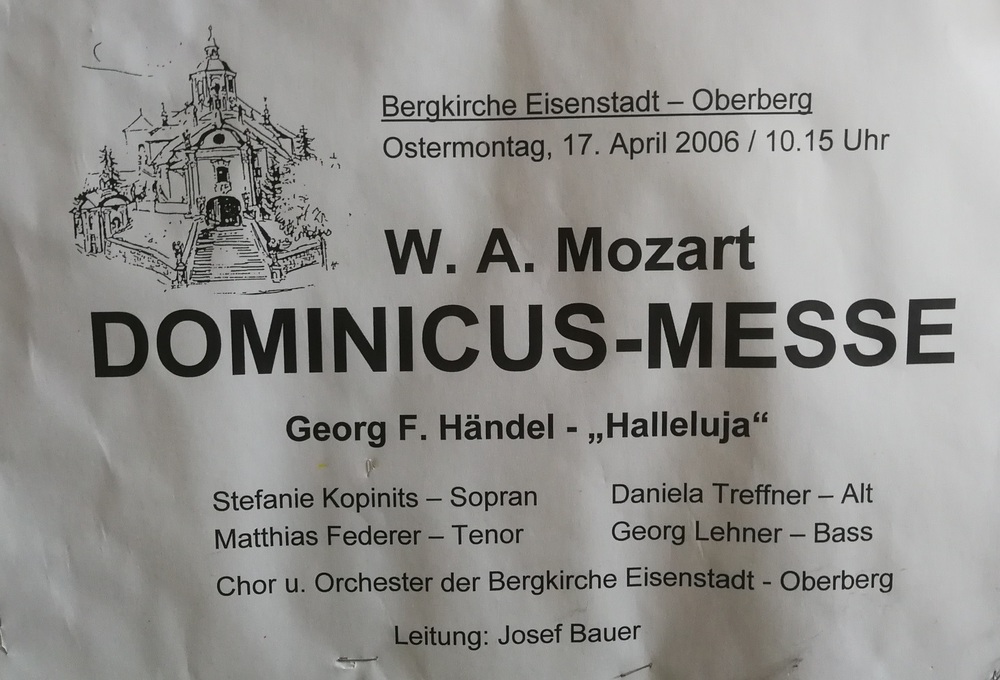 Bergkirche Eisenstadt – Oberberg
Ostermontag, 17. April 2006 / 10.15 Uhr
W. A. Mozart
DOMINICUS-MESSE
Georg F. Händel - „Halleluja“
Stefanie Kopinits – Sopran Daniela Treffner – Alt
Matthias Federer – Tenor Georg Lehner – Bass
Chor u. Orchester der Bergkirche Eisenstadt - Oberberg
Leitung: Josef Bauer